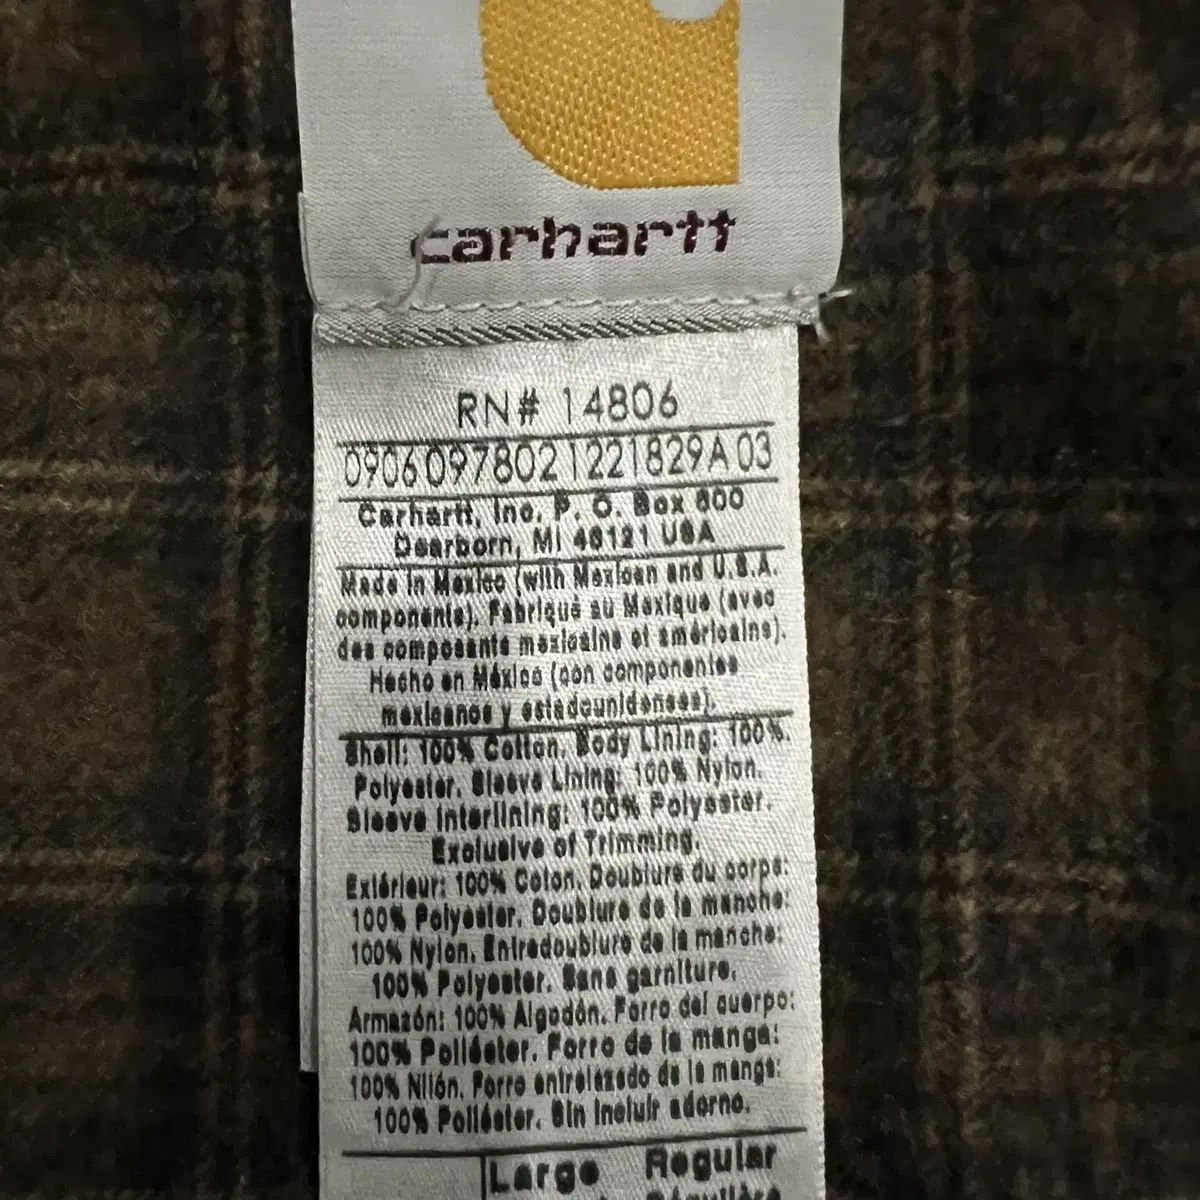 carhartt
RN# 14806
0906 097802 1221829A 03
Carhartt, Inc. P. O. Box 600
Dearborn, MI 48121 USA
Made in Mexico (with Mexican and U.S.A.
components). Fabriqué au Mexique (avec
des composants mexicains et américains).
Hecho en México (con componentes
mexicanos y estadounidenses).
Shell: 100% Cotton. Body Lining: 100%.
Polyester. Sleeve Lining: 100% Nylon.
Sleeve Interlining: 100% Polyester.
Exclusive of Trimming.
Extérieur: 100% Coton. Doublure du corps:
100% Polyester. Doublure de la manche:
100% Nylon. Entredoublure de la manche:
100% Polyester. Sans garniture.
Armazón: 100% Algodón. Forro del cuerpo:
100% Poliéster. Forro de la manga:
100% Nilón. Forro entrelazado de la manga:
100% Poliéster. Sin incluir adorno.
Large Regular
Régulière